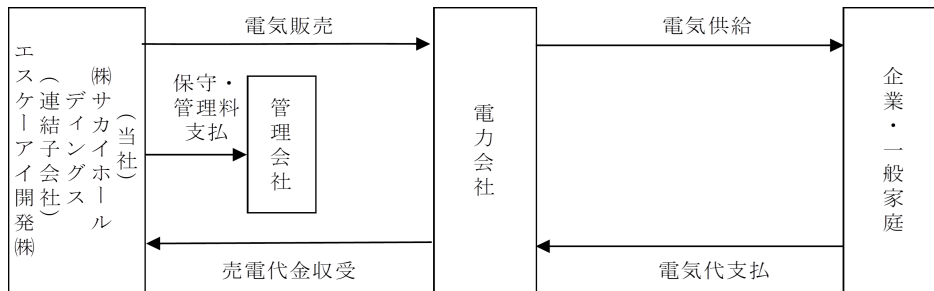 電気販売
電気供給
(当社)
㈱サカイホール
ディングス
(連結子会社)
エスケーアイ開発㈱
保守・
管理料
支払
管理会社
電力会社
企業・一般家庭
売電代金収受
電気代支払